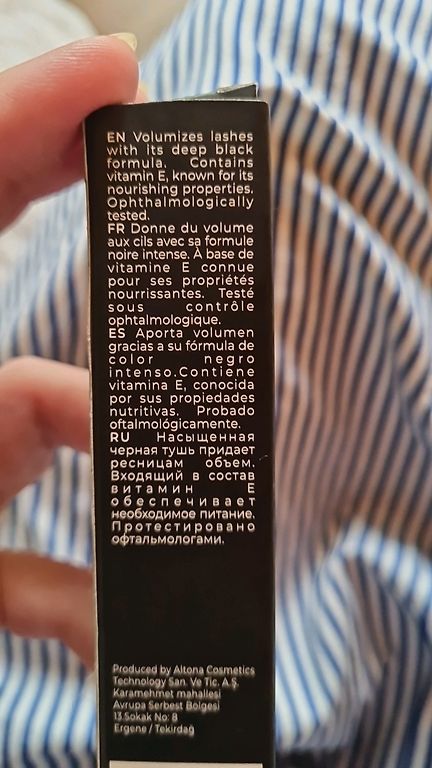 EN Volumizes lashes
with its deep black
formula. Contains
vitamin E, known for its
nourishing properties.
Ophthalmologically
tested.
FR Donne du volume
aux cils avec sa formule
noire intense. À base de
vitamine E connue
pour ses propriétés
nourrissantes. Testé
sous contrôle
ophtalmologique.
ES Aporta volumen
gracias a su fórmula de
color negro
intenso.Contiene
vitamina E, conocida
por sus propiedades
nutritivas. Probado
oftalmológicamente.
RU Насыщенная
черная тушь придает
ресницам объем.
Входящий в состав
витамин E
обеспечивает
необходимое питание.
Протестировано
офтальмологами.
Produced by Altona Cosmetics
Technology San. Ve Tic. A.Ş.
Karamehmet mahallesi
Avrupa Serbest Bölgesi
13.Sokak No: 8
Ergene / Tekirdağ